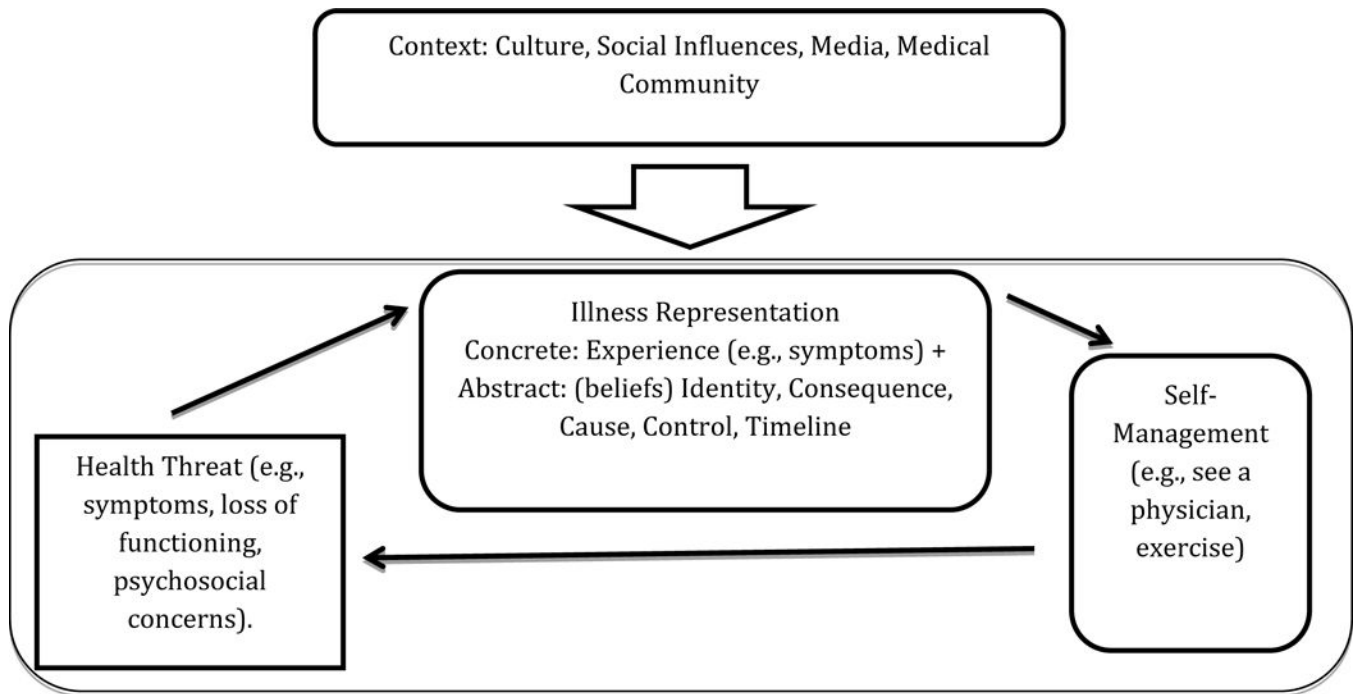 Context: Culture, Social Influences, Media, Medical
Community
Illness Representation
Concrete: Experience (e.g., symptoms) +
Abstract: (beliefs) Identity, Consequence,
Cause, Control, Timeline
Self-
Management
(e.g., see a
physician,
exercise)
Health Threat (e.g.,
symptoms, loss of
functioning,
psychosocial
concerns).